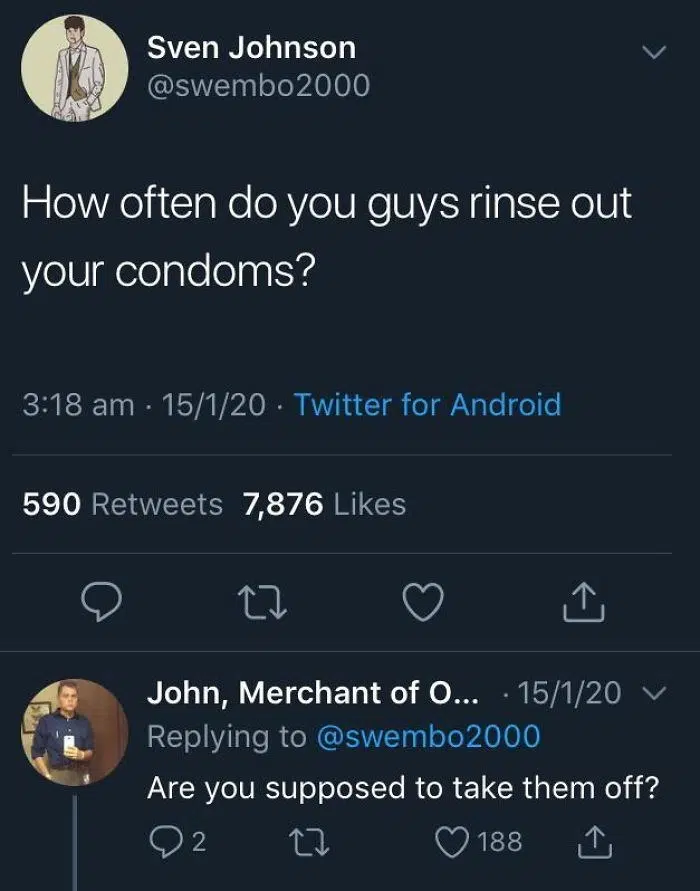 Sven Johnson
@swembo2000
How often do you guys rinse out
your condoms?
3:18 am · 15/1/20 · Twitter for Android
590 Retweets 7,876 Likes
John, Merchant of O... · 15/1/20
Replying to @swembo2000
Are you supposed to take them off?
2 188